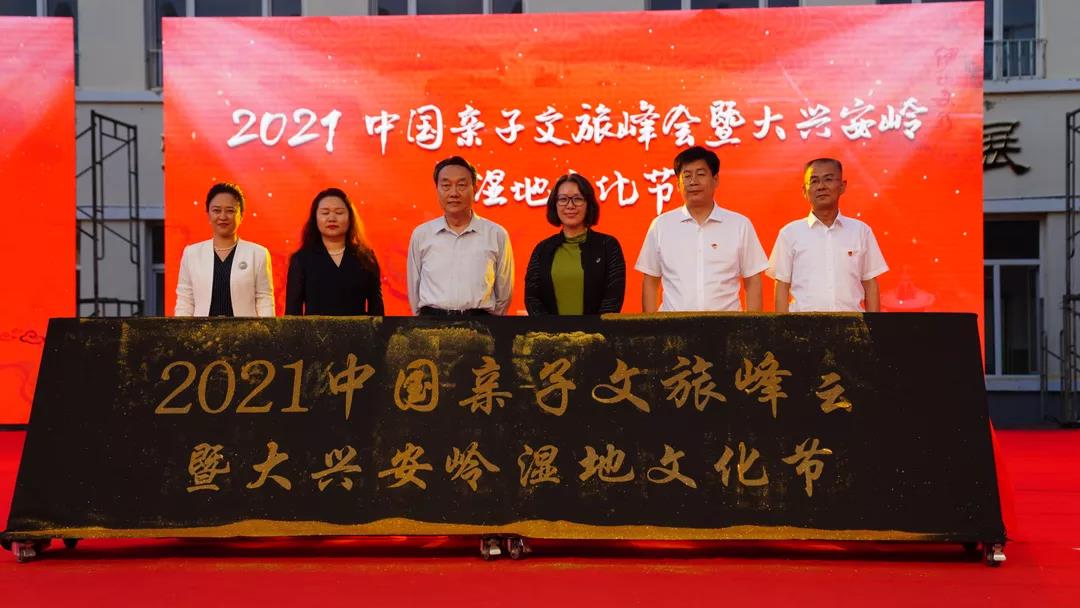 2021 中国亲子文旅峰会暨大兴安岭
湿地文化节
展
2021中国亲子文旅峰云
暨大兴安岭湿地文化节